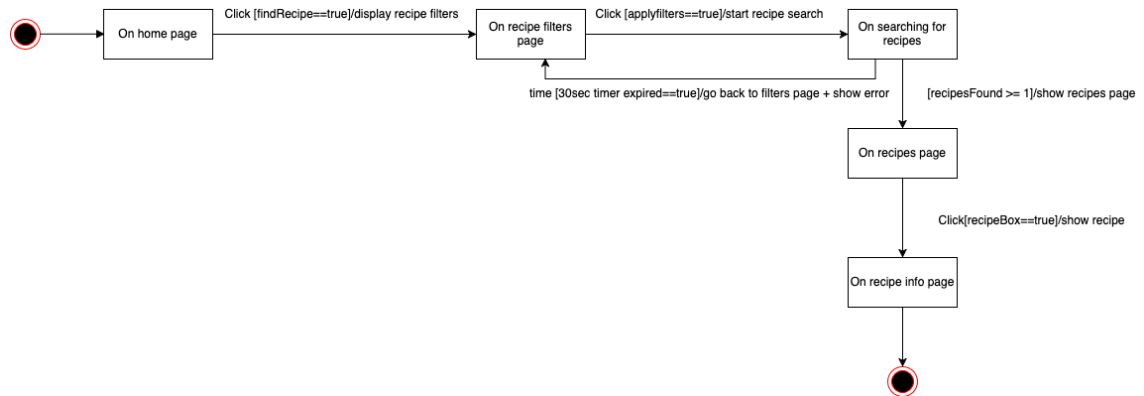 Click [findRecipe==true]/display recipe filters
Click [applyfilters==true]/start recipe search
On home page
On recipe filters
page
On searching for
recipes
time [30sec timer expired==true]/go back to filters page + show error
[recipesFound >= 1]/show recipes page
On recipes page
Click[recipeBox==true]/show recipe
On recipe info page